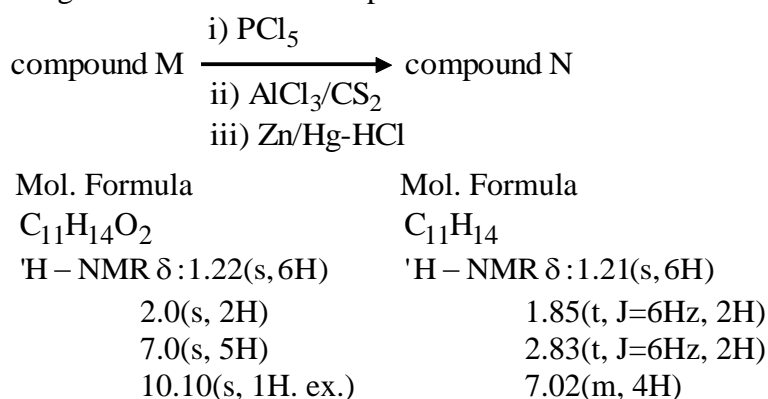 i) PCl5
compound M → compound N
ii) AlCl3/CS2
iii) Zn/Hg-HCl
Mol. Formula Mol. Formula
C11H14O2 C11H14
'H – NMR δ :1.22(s, 6H) 'H – NMR δ :1.21(s, 6H)
2.0(s, 2H) 1.85(t, J=6Hz, 2H)
7.0(s, 5H) 2.83(t, J=6Hz, 2H)
10.10(s, 1H. ex.) 7.02(m, 4H)